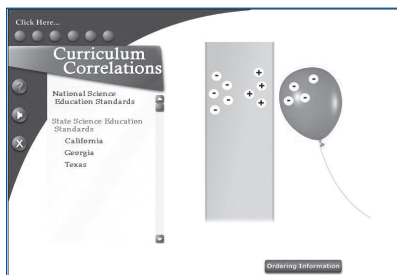 Click Here...
Curriculum
Correlations
National Science
Education Standards
State Science Education
Standards
California
Georgia
Texas
?
X
- - - - - - -
+ + + + +
- - - -
Ordering Information